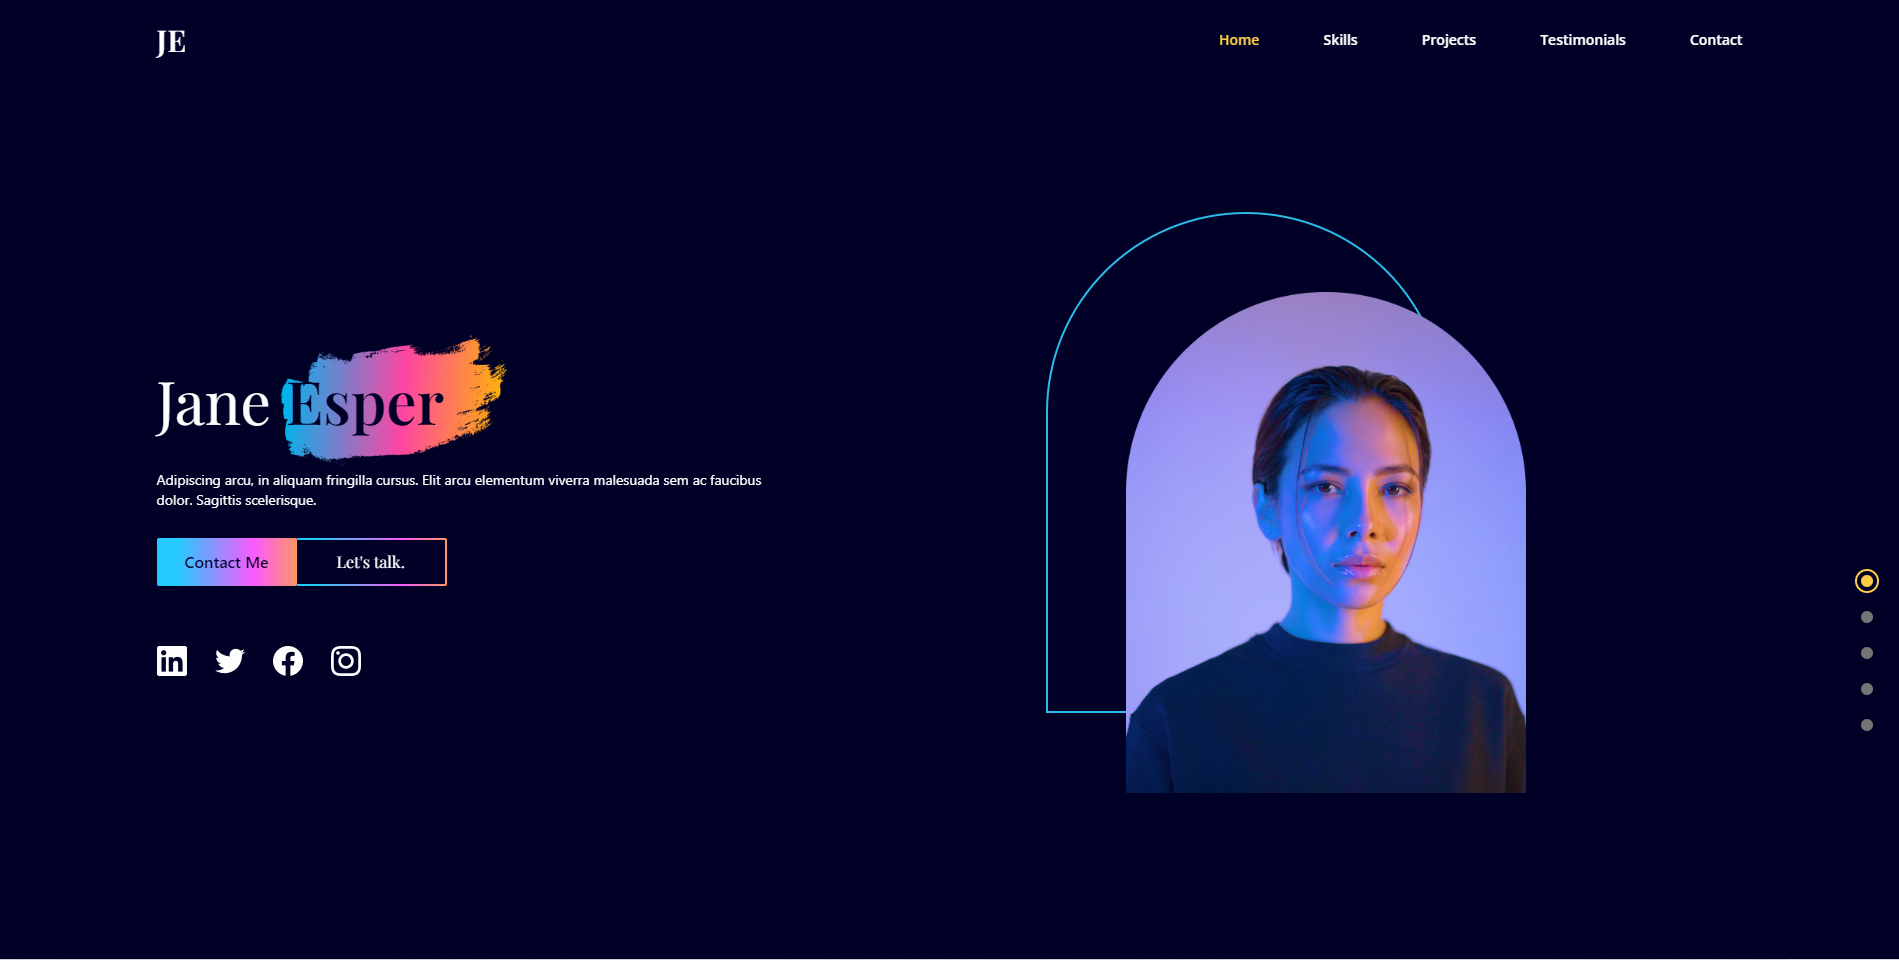 JE
Home Skills Projects Testimonials Contact
Jane Esper
Adipiscing arcu, in aliquam fringilla cursus. Elit arcu elementum viverra malesuada sem ac faucibus
dolor. Sagittis scelerisque.
Contact Me Let's talk.
in